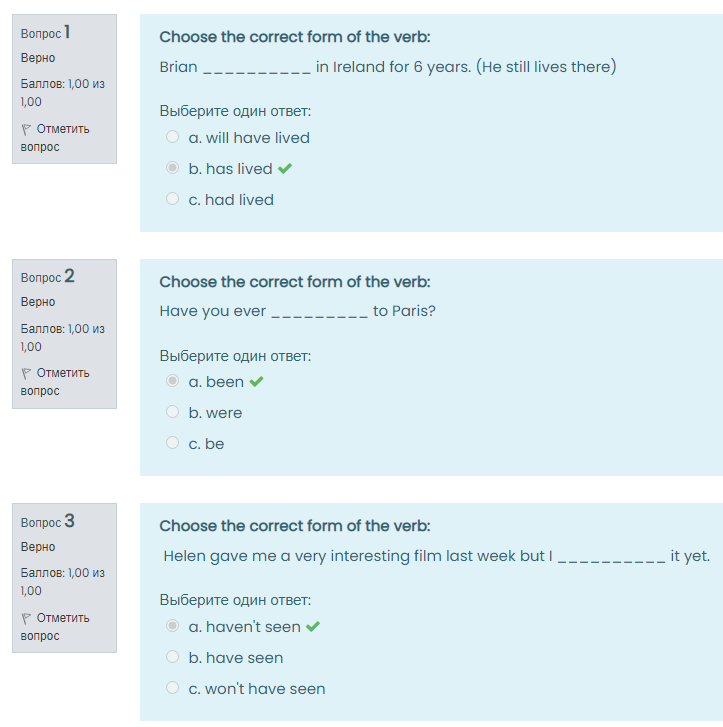 Вопрос 1
Верно
Баллов: 1,00 из
1,00
Отметить
вопрос
Choose the correct form of the verb:
Brian __________ in Ireland for 6 years. (He still lives there)
Выберите один ответ:
a. will have lived
b. has lived
c. had lived
Вопрос 2
Верно
Баллов: 1,00 из
1,00
Отметить
вопрос
Choose the correct form of the verb:
Have you ever _________ to Paris?
Выберите один ответ:
a. been
b. were
c. be
Вопрос 3
Верно
Баллов: 1,00 из
1,00
Отметить
вопрос
Choose the correct form of the verb:
Helen gave me a very interesting film last week but I __________ it yet.
Выберите один ответ:
a. haven't seen
b. have seen
c. won't have seen